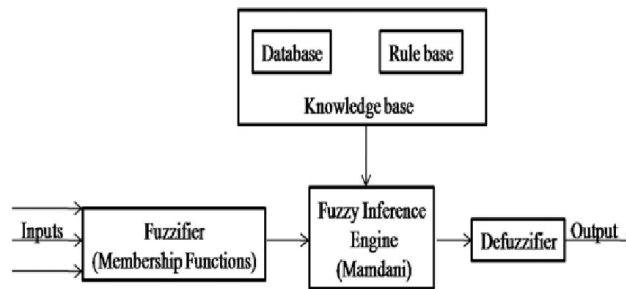 Database
Rule base
Knowledge base
Inputs
Fuzzifier
(Membership Functions)
Fuzzy Inference
Engine
(Mamdani)
Defuzzifier
Output